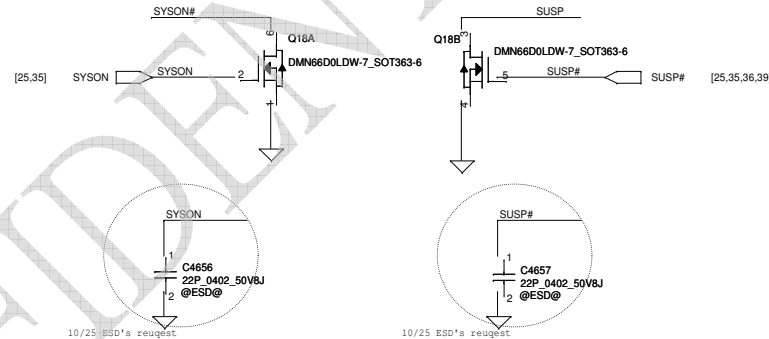 SYSON#
SUSP
6
3
Q18A
Q18B
DMN66D0LDW-7_SOT363-6
DMN66D0LDW-7_SOT363-6
[25,35] SYSON SYSON 2
5 SUSP# SUSP# [25,35,36,39
1
4
SYSON
SUSP#
1
1
C4656
22P_0402_50V8J
@ESD@
2
C4657
22P_0402_50V8J
@ESD@
2
10/25 ESD's reuqest
10/25 ESD's reuqest